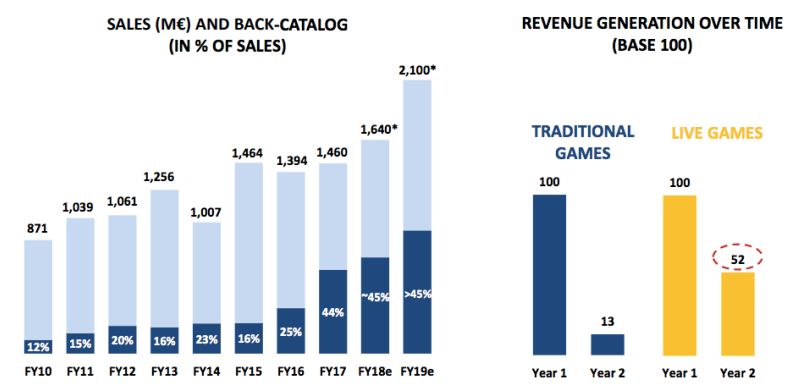 SALES (M€) AND BACK-CATALOG
(IN % OF SALES)
871
1,039
1,061
1,256
1,007
1,464
1,394
1,460
1,640*
2,100*
12%
15%
20%
16%
23%
16%
25%
44%
~45%
>45%
FY10
FY11
FY12
FY13
FY14
FY15
FY16
FY17
FY18e
FY19e
REVENUE GENERATION OVER TIME
(BASE 100)
TRADITIONAL
GAMES
100
13
Year 1
Year 2
LIVE GAMES
100
52
Year 1
Year 2